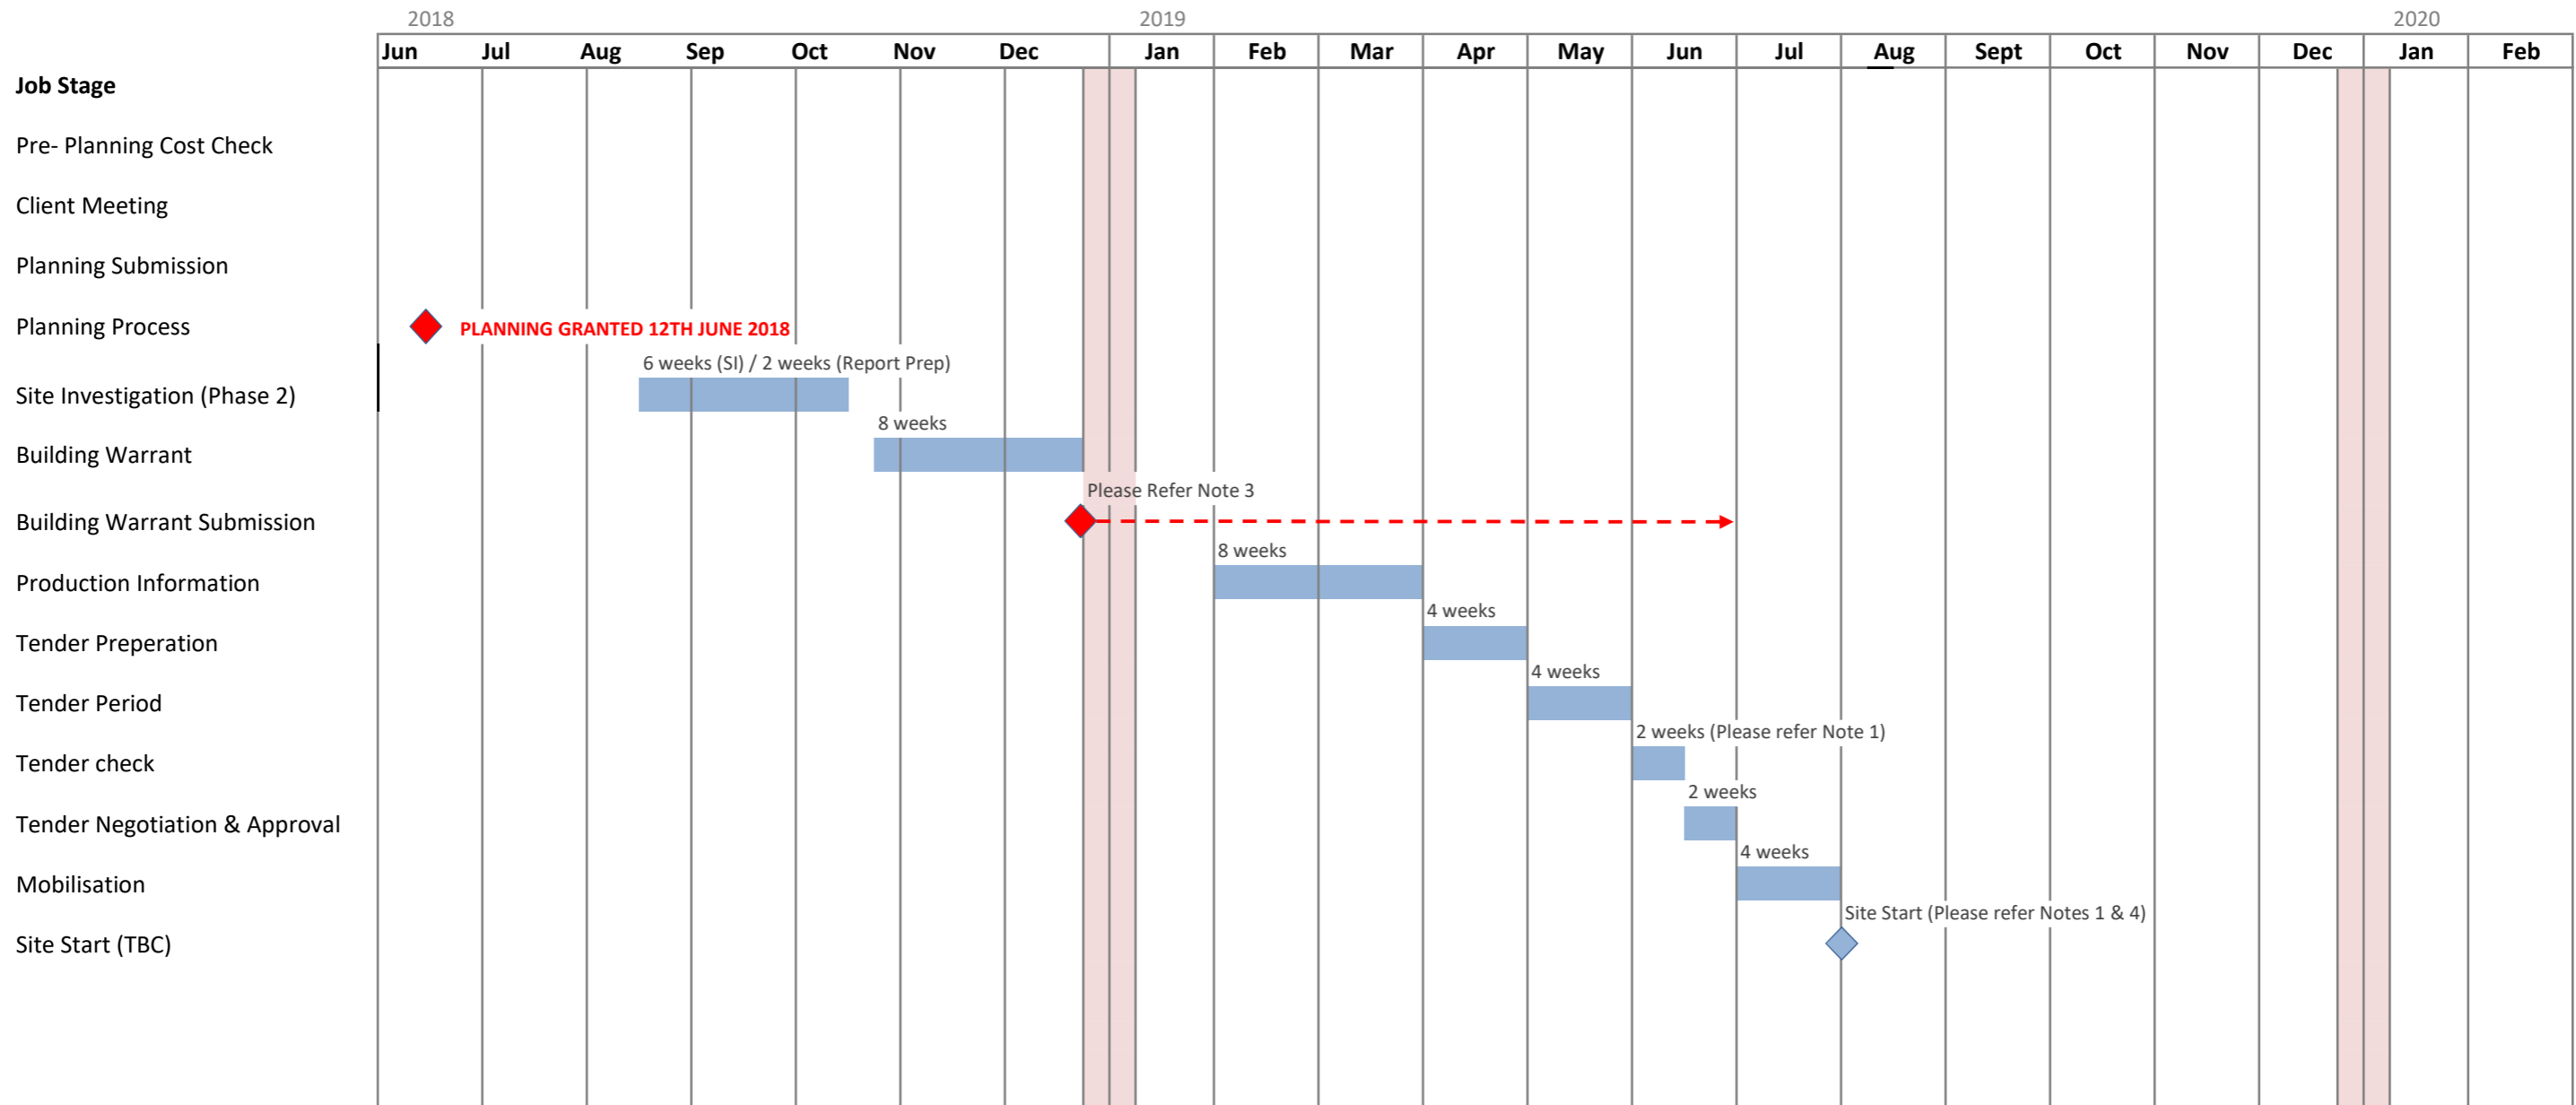 2018 2019 2020
Jun Jul Aug Sep Oct Nov Dec Jan Feb Mar Apr May Jun Jul Aug Sept Oct Nov Dec Jan Feb
Job Stage
Pre- Planning Cost Check
Client Meeting
Planning Submission
Planning Process PLANNING GRANTED 12TH JUNE 2018
6 weeks (SI) / 2 weeks (Report Prep)
Site Investigation (Phase 2)
8 weeks
Building Warrant
Please Refer Note 3
Building Warrant Submission
8 weeks
Production Information
4 weeks
Tender Preperation
4 weeks
Tender Period
2 weeks (Please refer Note 1)
Tender check
2 weeks
Tender Negotiation & Approval
4 weeks
Mobilisation
Site Start (Please refer Notes 1 & 4)
Site Start (TBC)